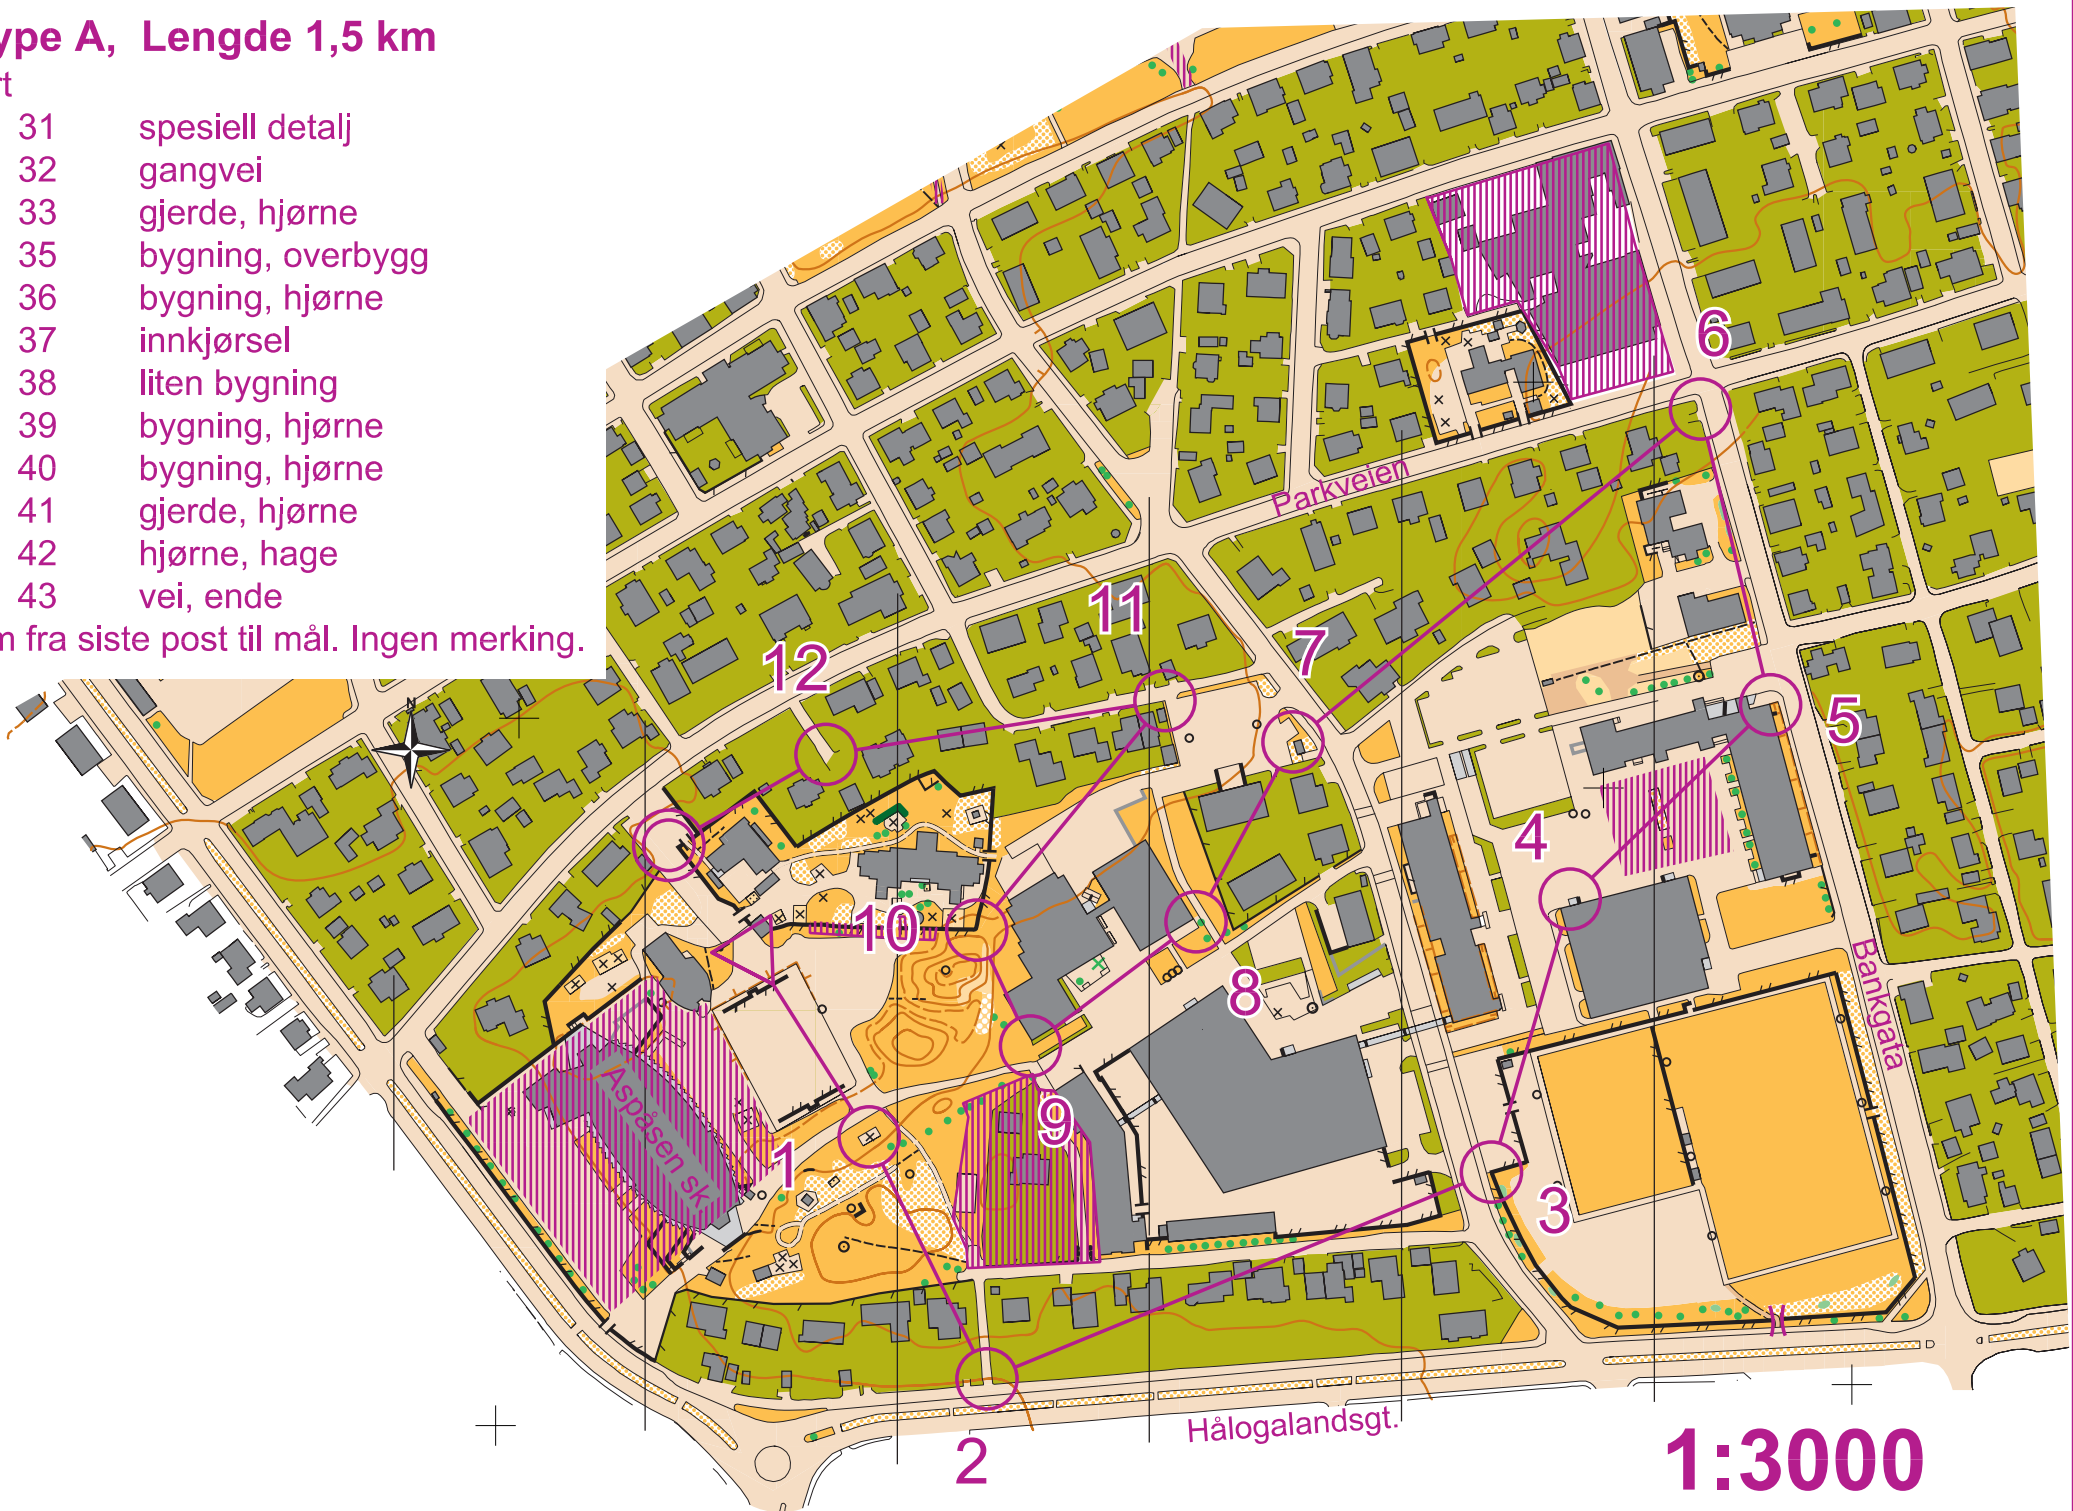 ype A, Lengde 1,5 km
rt
31 spesiell detalj
32 gangvei
33 gjerde, hjørne
35 bygning, overbygg
36 bygning, hjørne
37 innkjørsel
38 liten bygning
39 bygning, hjørne
40 bygning, hjørne
41 gjerde, hjørne
42 hjørne, hage
43 vei, ende
n fra siste post til mål. Ingen merking.
6
Parkveien
11
7
12
N
5
4
10
8
Bankgata
Aspåsen sk
9
1
3
Hålogalandsgt.
2
1:3000